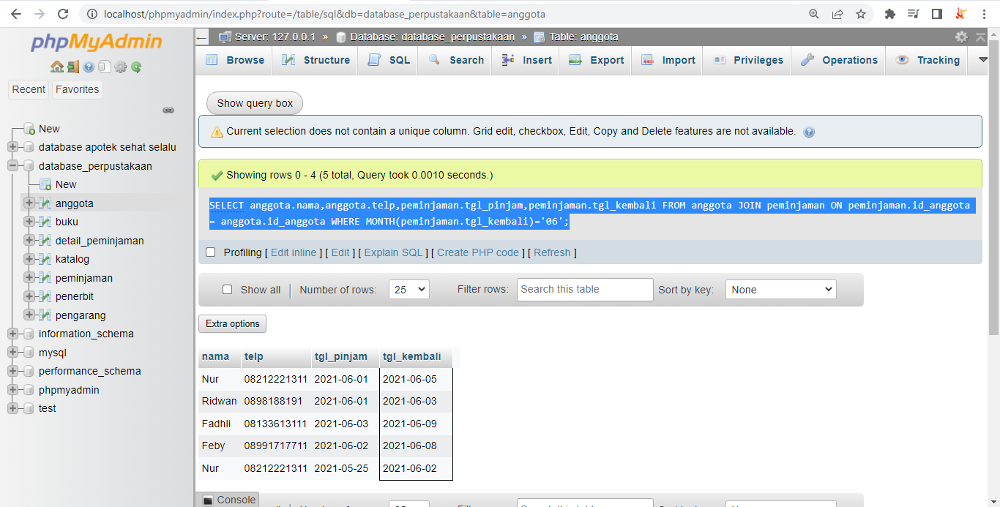 localhost/phpmyadmin/index.php?route=/table/sql&db=database_perpustakaan&table=anggota
phpMyAdmin
Recent Favorites
New
database apotek sehat selalu
database_perpustakaan
New
anggota
buku
detail_peminjaman
katalog
peminjaman
penerbit
pengarang
information_schema
mysql
performance_schema
phpmyadmin
test
Server: 127.0.0.1 » Database: database_perpustakaan » Table: anggota
Browse Structure SQL Search Insert Export Import Privileges Operations Tracking
Show query box
Current selection does not contain a unique column. Grid edit, checkbox, Edit, Copy and Delete features are not available.
Showing rows 0 - 4 (5 total, Query took 0.0010 seconds.)
SELECT anggota.nama,anggota.telp,peminjaman.tgl_pinjam,peminjaman.tgl_kembali FROM anggota JOIN peminjaman ON peminjaman.id_anggota
= anggota.id_anggota WHERE MONTH(peminjaman.tgl_kembali)='06';
Profiling [ Edit inline ] [ Edit ] [ Explain SQL ] [ Create PHP code ] [ Refresh ]
Show all Number of rows: 25 Filter rows: Search this table Sort by key: None
Extra options
nama telp tgl_pinjam tgl_kembali
Nur 08212221311 2021-06-01 2021-06-05
Ridwan 0898188191 2021-06-01 2021-06-03
Fadhli 08133613111 2021-06-03 2021-06-09
Feby 08991717711 2021-06-02 2021-06-08
Nur 08212221311 2021-05-25 2021-06-02
Console